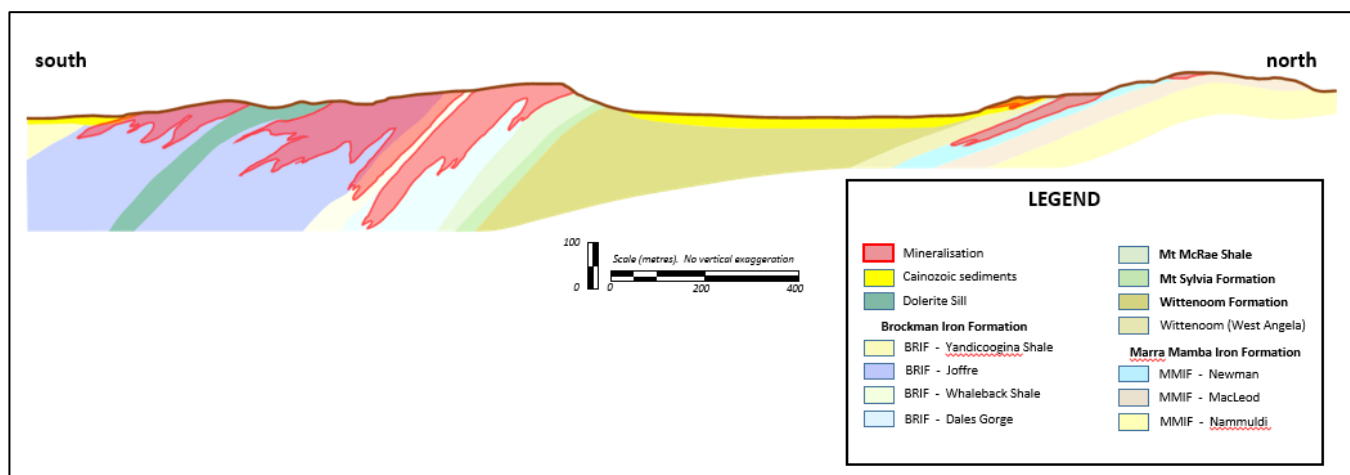 south
north
LEGEND
Mineralisation
Cainozoic sediments
Dolerite Sill
Brockman Iron Formation
BRIF - Yandicoogina Shale
BRIF - Joffre
BRIF - Whaleback Shale
BRIF - Dales Gorge
Mt McRae Shale
Mt Sylvia Formation
Wittenoom Formation
Wittenoom (West Angela)
Marra Mamba Iron Formation
MMIF - Newman
MMIF - MacLeod
MMIF - Nammuldi
100
0
Scale (metres). No vertical exaggeration
0 200 400